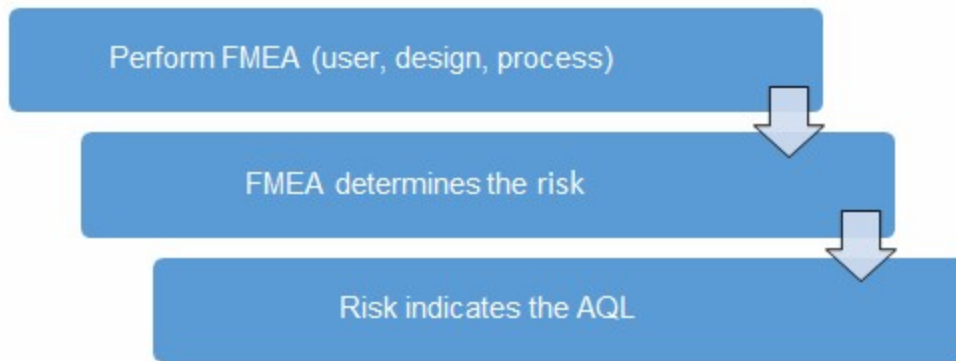 Perform FMEA (user, design, process)
FMEA determines the risk
Risk indicates the AQL